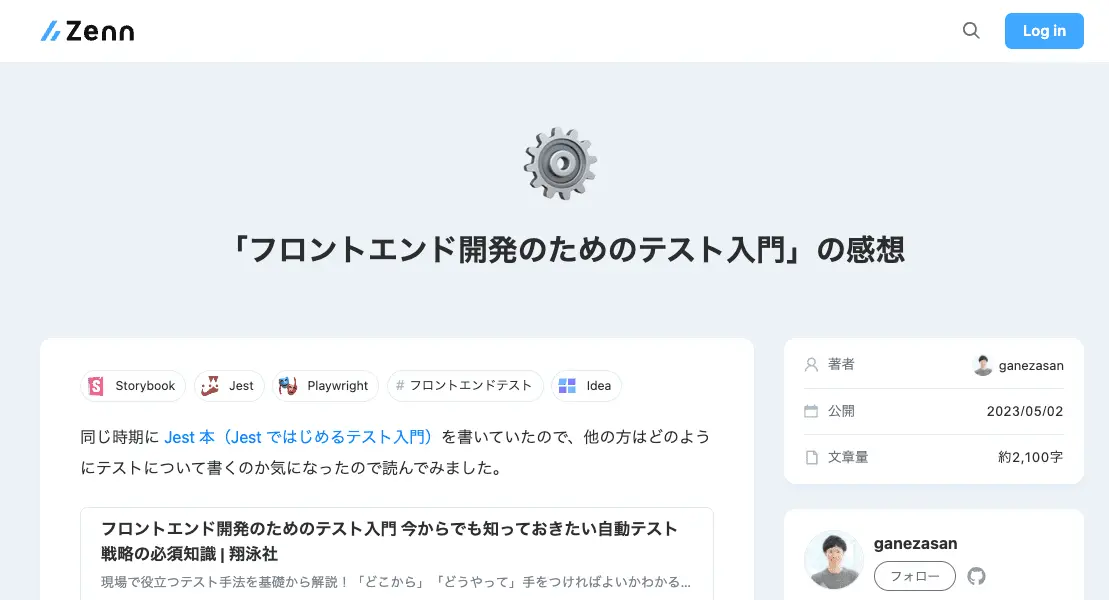 Zenn
Log in
「フロントエンド開発のためのテスト入門」の感想
Storybook
Jest
Playwright
# フロントエンドテスト
Idea
同じ時期に Jest 本（Jest ではじめるテスト入門）を書いていたので、他の方はどのよう
にテストについて書くのか気になったので読んでみました。
フロントエンド開発のためのテスト入門 今からでも知っておきたい自動テスト
戦略の必須知識 | 翔泳社
現場で役立つテスト手法を基礎から解説！「どこから」「どうやって」手をつければよいかわかる...
著者
ganezasan
公開
2023/05/02
文章量
約2,100字
ganezasan
フォロー